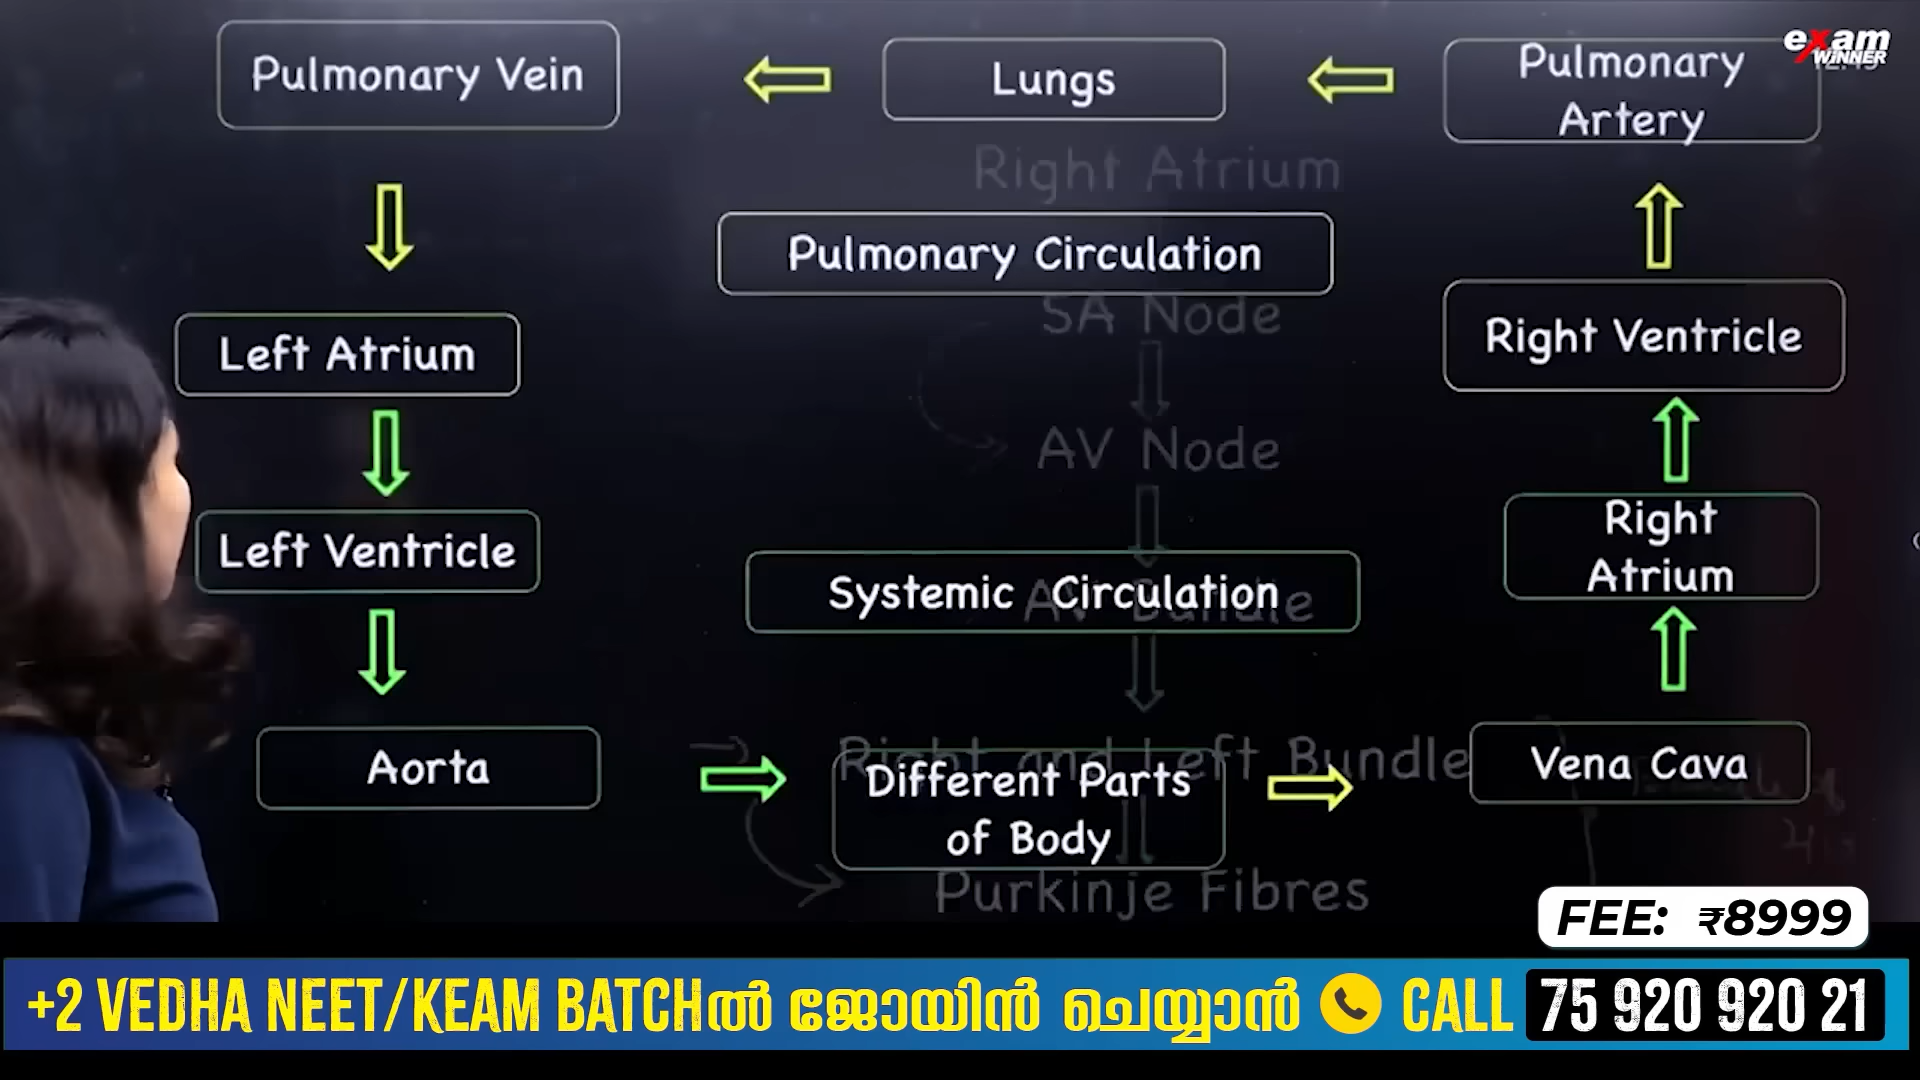 Pulmonary Vein
Lungs
Pulmonary
Artery
exam
WINNER
Right Atrium
Pulmonary Circulation
SA Node
Right Ventricle
Left Atrium
AV Node
Right
Atrium
Left Ventricle
Systemic Circulation
AV Bundle
Aorta
Right and Left Bundle
Different Parts
of Body
Vena Cava
Purkinje Fibres
FEE: ₹8999
+2 VEDHA NEET/KEAM BATCHൽ ജോയിൻ ചെയ്യാൻ CALL 75 920 920 21